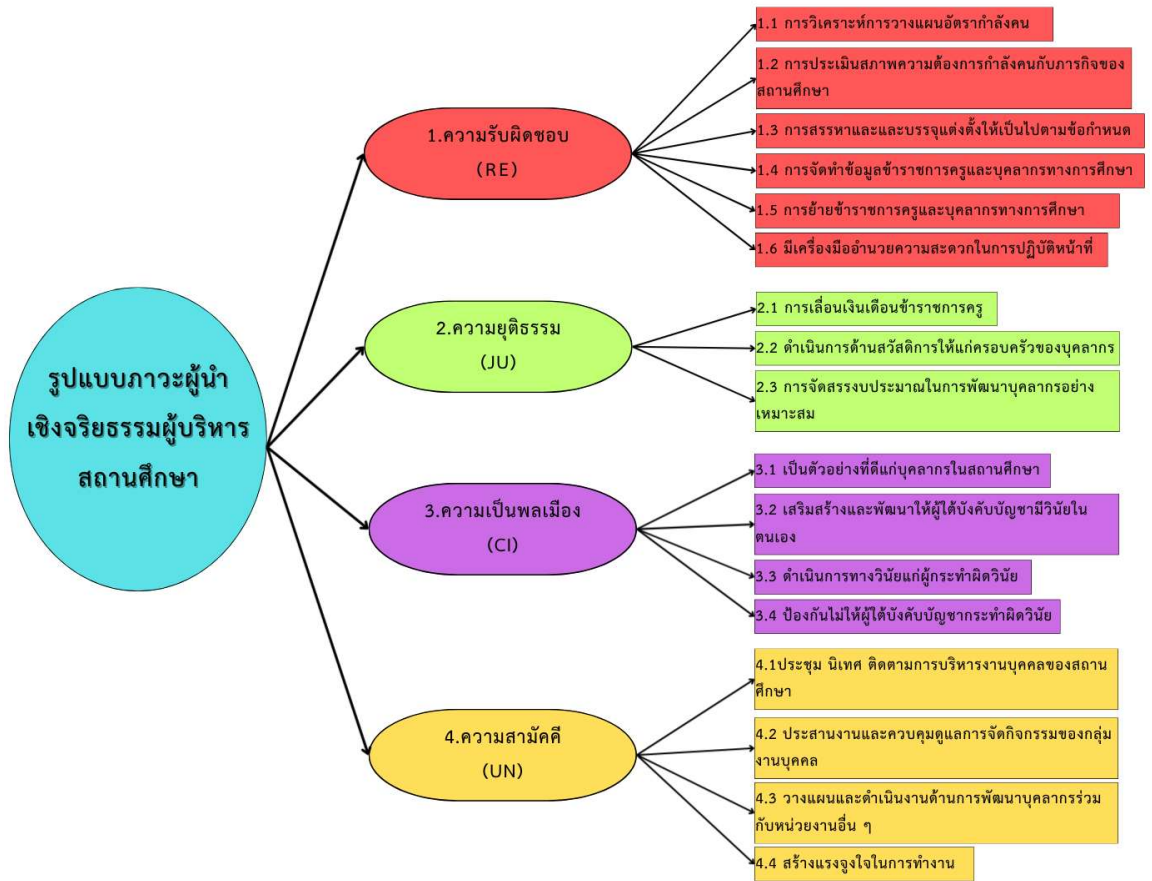 รูปแบบภาวะผู้นำ
เชิงจริยธรรมผู้บริหาร
สถานศึกษา
1.ความรับผิดชอบ
(RE)
1.1 การวิเคราะห์การวางแผนอัตรากำลังคน
1.2 การประเมินสภาพความต้องการกำลังคนกับภารกิจของ
สถานศึกษา
1.3 การสรรหาและและบรรจุแต่งตั้งให้เป็นไปตามข้อกำหนด
1.4 การจัดทำข้อมูลข้าราชการครูและบุคลากรทางการศึกษา
1.5 การย้ายข้าราชการครูและบุคลากรทางการศึกษา
1.6 มีเครื่องมืออำนวยความสะดวกในการปฏิบัติหน้าที่
2.ความยุติธรรม
(JU)
2.1 การเลื่อนเงินเดือนข้าราชการครู
2.2 ดำเนินการด้านสวัสดิการให้แก่ครอบครัวของบุคลากร
2.3 การจัดสรรงบประมาณในการพัฒนาบุคลากรอย่าง
เหมาะสม
3.ความเป็นพลเมือง
(CI)
3.1 เป็นตัวอย่างที่ดีแก่บุคลากรในสถานศึกษา
3.2 เสริมสร้างและพัฒนาให้ผู้ใต้บังคับบัญชามีวินัยใน
ตนเอง
3.3 ดำเนินการทางวินัยแก่ผู้กระทำผิดวินัย
3.4 ป้องกันไม่ให้ผู้ใต้บังคับบัญชากระทำผิดวินัย
4.ความสามัคคี
(UN)
4.1ประชุม นิเทศ ติดตามการบริหารงานบุคคลของสถาน
ศึกษา
4.2 ประสานงานและควบคุมดูแลการจัดกิจกรรมของกลุ่ม
งานบุคคล
4.3 วางแผนและดำเนินงานด้านการพัฒนาบุคลากรร่วม
กับหน่วยงานอื่น ๆ
4.4 สร้างแรงจูงใจในการทำงาน